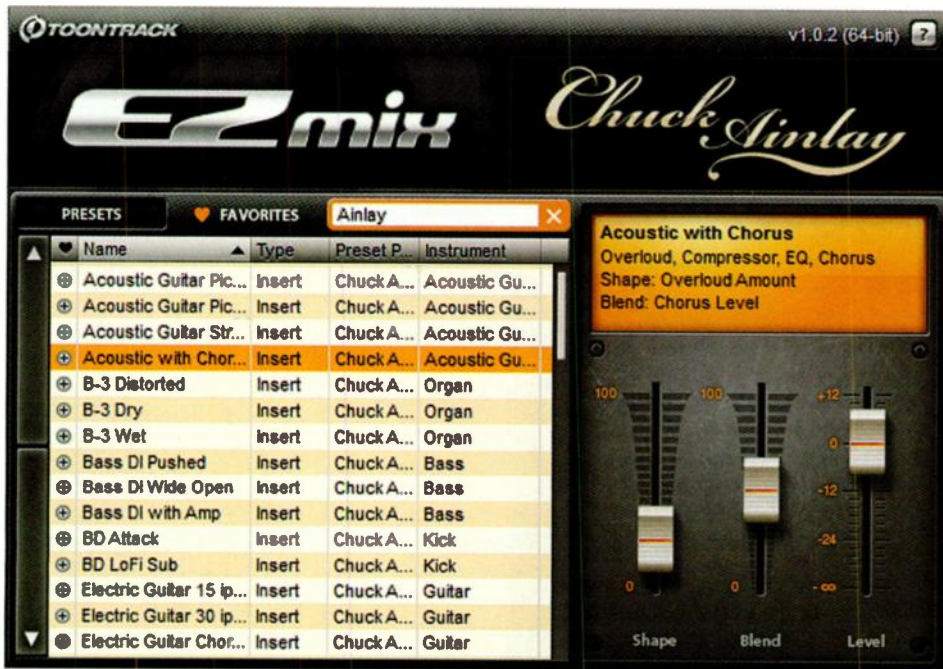 TOONTRACK
v1.0.2 (64-bit) ?
EZmix
Chuck Ainlay
PRESETS FAVORITES Ainlay
Name Type Preset P... Instrument
Acoustic Guitar Pic... Insert Chuck A... Acoustic Gu...
Acoustic Guitar Pic... Insert Chuck A... Acoustic Gu...
Acoustic Guitar Str... Insert Chuck A... Acoustic Gu...
Acoustic with Chor... Insert Chuck A... Acoustic Gu...
B-3 Distorted Insert Chuck A... Organ
B-3 Dry Insert Chuck A... Organ
B-3 Wet Insert Chuck A... Organ
Bass DI Pushed Insert Chuck A... Bass
Bass DI Wide Open Insert Chuck A... Bass
Bass DI with Amp Insert Chuck A... Bass
BD Attack Insert Chuck A... Kick
BD LoFi Sub Insert Chuck A... Kick
Electric Guitar 15 ip... Insert Chuck A... Guitar
Electric Guitar 30 ip... Insert Chuck A... Guitar
Electric Guitar Chor... Insert Chuck A... Guitar
Acoustic with Chorus
Overloud, Compressor, EQ, Chorus
Shape: Overloud Amount
Blend: Chorus Level
100 100 +12
0
-12
-24
0 0 -∞
Shape Blend Level